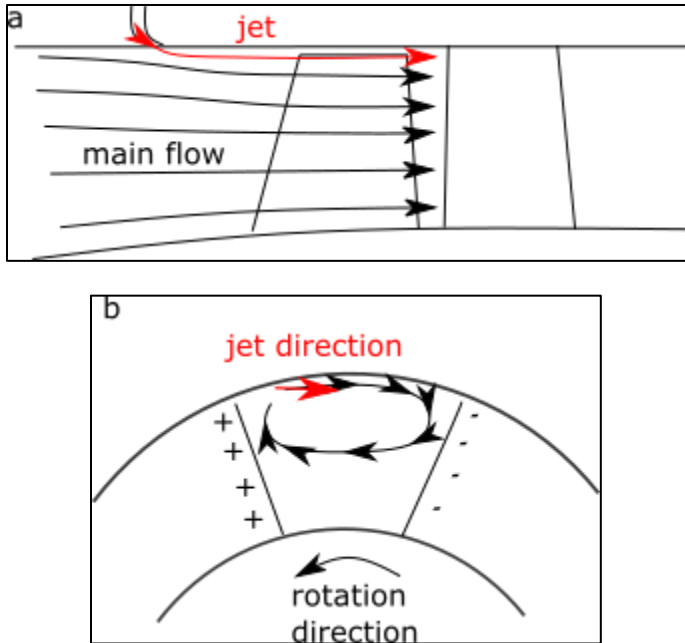 a
jet
main flow
b
jet direction
+ -
+ -
+ -
+ -
rotation
direction